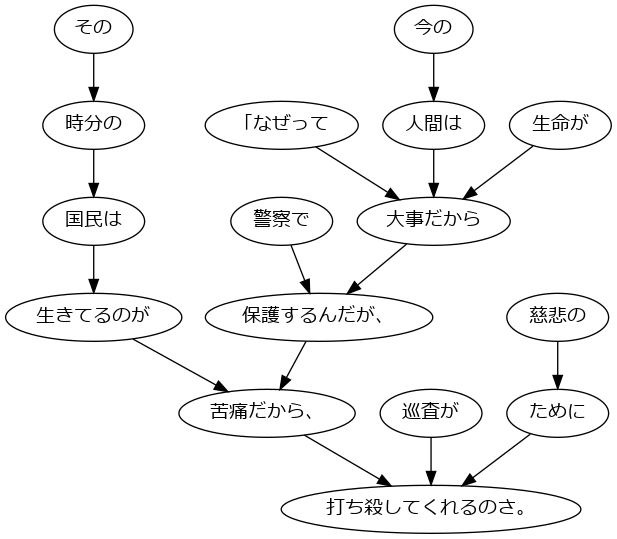 その
今の
時分の
「なぜって
人間は
生命が
国民は
警察で
大事だから
生きてるのが
保護するんだが、
慈悲の
苦痛だから、
巡査が
ために
打ち殺してくれるのさ。